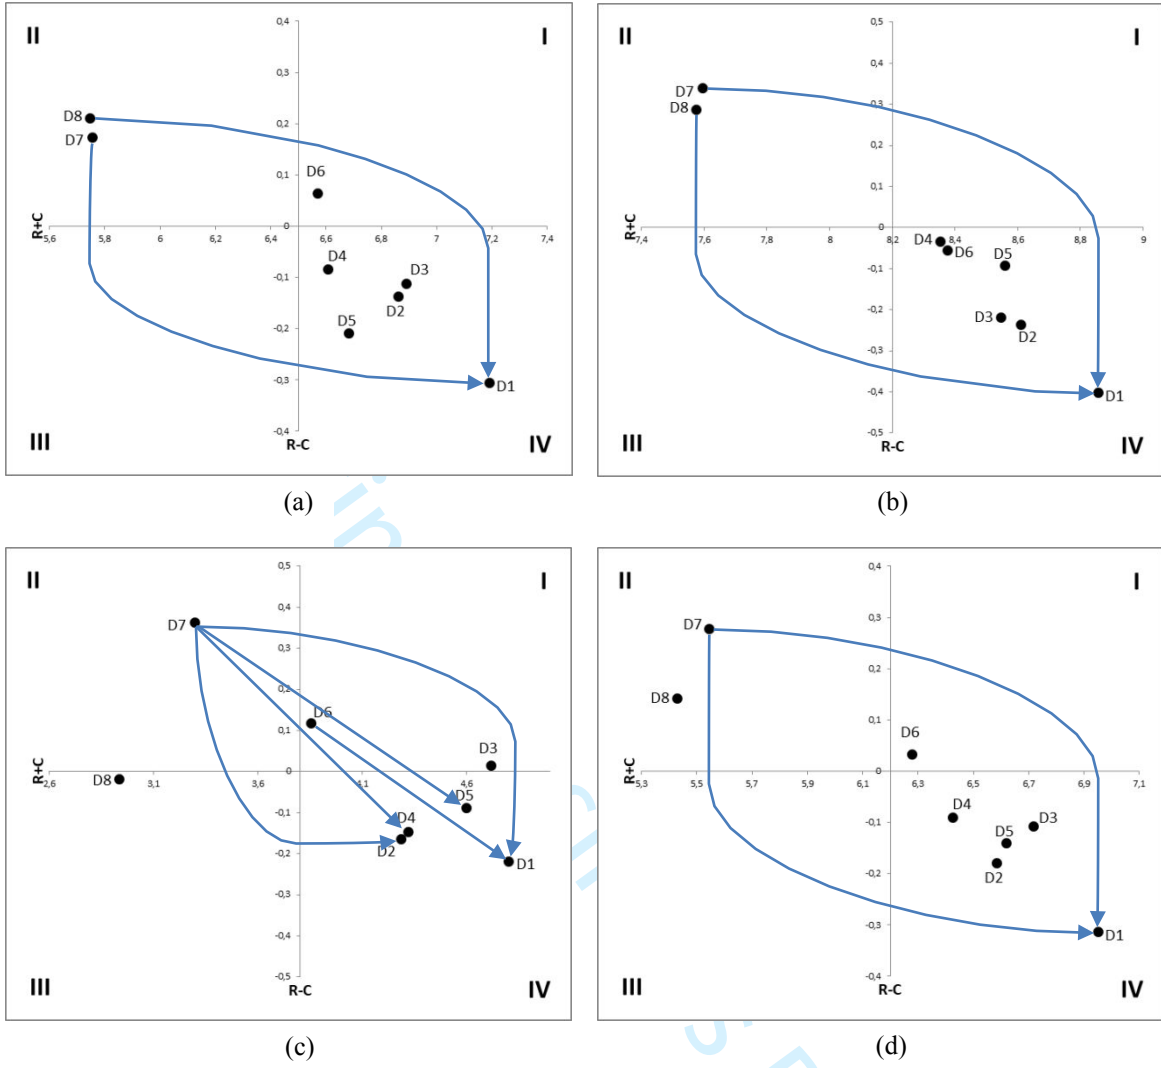 0,4
II I
0,3
D8 0,2
D7
0,1
D6
R+C
0
5,6 5,8 6 6,2 6,4 6,6 6,8 7 7,2 7,4
D4 D3
-0,1
D2
D5
-0,2
-0,3
D1
-0,4
III R-C IV
(a)
0,5
II I
0,4
D7
D8 0,3
0,2
0,1
R+C
0
7,4 7,6 7,8 8 8,2 8,4 8,6 8,8 9
D4 D6 D5
-0,1
-0,2
D3 D2
-0,3
-0,4
D1
-0,5
III R-C IV
(b)
0,5
II I
0,4
D7
0,3
0,2
D6
0,1
D3
R+C
0
2,6 3,1 3,6 4,1 4,6
D8
D5
-0,1
D4
D2
-0,2
D1
-0,3
-0,4
-0,5
III R-C IV
(c)
0,4
II I
0,3
D7
0,2
D8
0,1
D6
R+C
0
5,3 5,5 5,7 5,9 6,1 6,3 6,5 6,7 6,9 7,1
D4 D3
-0,1
D5
D2
-0,2
-0,3
D1
-0,4
III R-C IV
(d)